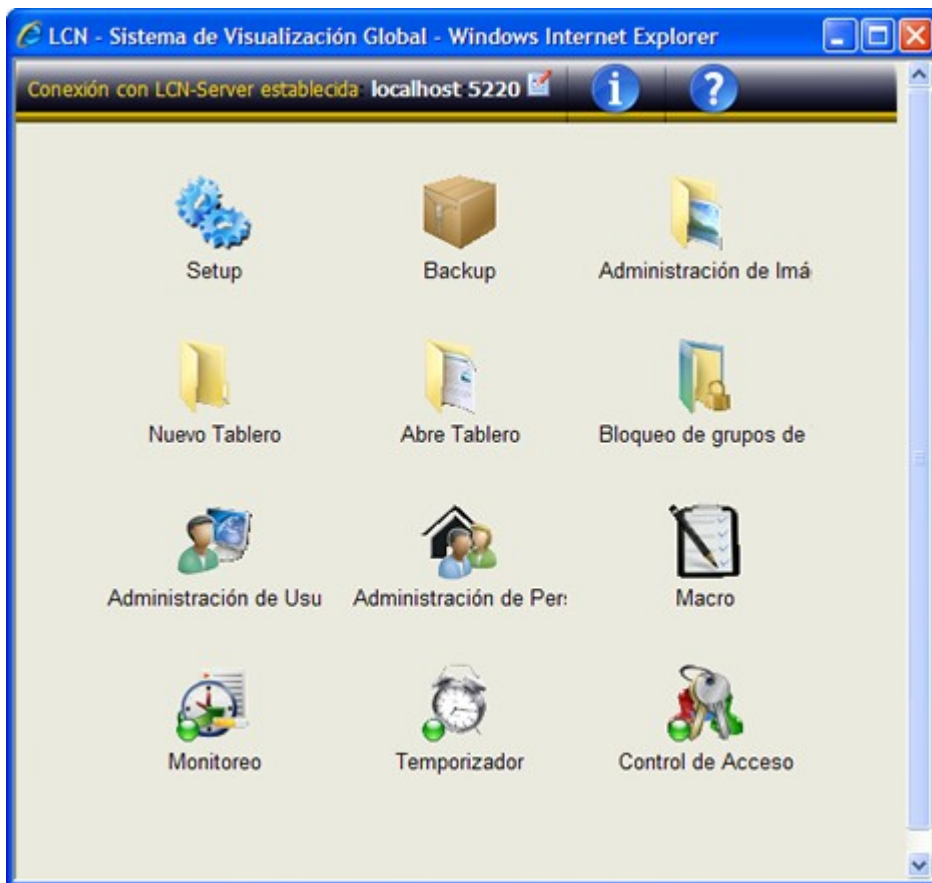 LCN - Sistema de Visualización Global - Windows Internet Explorer
Conexión con LCN-Server establecida: localhost:5220
Setup
Backup
Administración de Imá
Nuevo Tablero
Abre Tablero
Bloqueo de grupos de
Administración de Usu
Administración de Per
Macro
Monitoreo
Temporizador
Control de Acceso